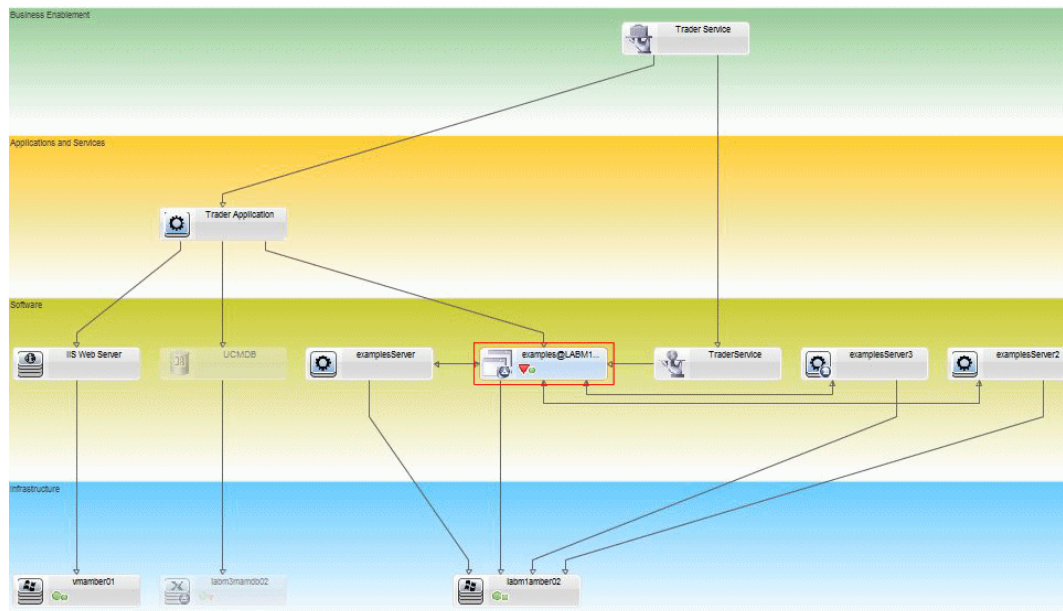 Business Enablement
Trader Service
Applications and Services
Trader Application
Software
IIS Web Server
UCMDB
examplesServer
examples@LABM1...
TraderService
examplesServer3
examplesServer2
Infrastructure
vmamber01
labm3mamdb02
labm1amber02